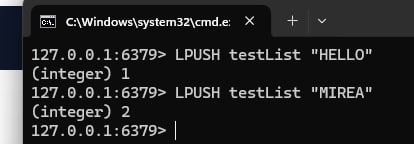 C:\Windows\system32\cmd.e
127.0.0.1:6379> LPUSH testList "HELLO"
(integer) 1
127.0.0.1:6379> LPUSH testList "MIREA"
(integer) 2
127.0.0.1:6379>